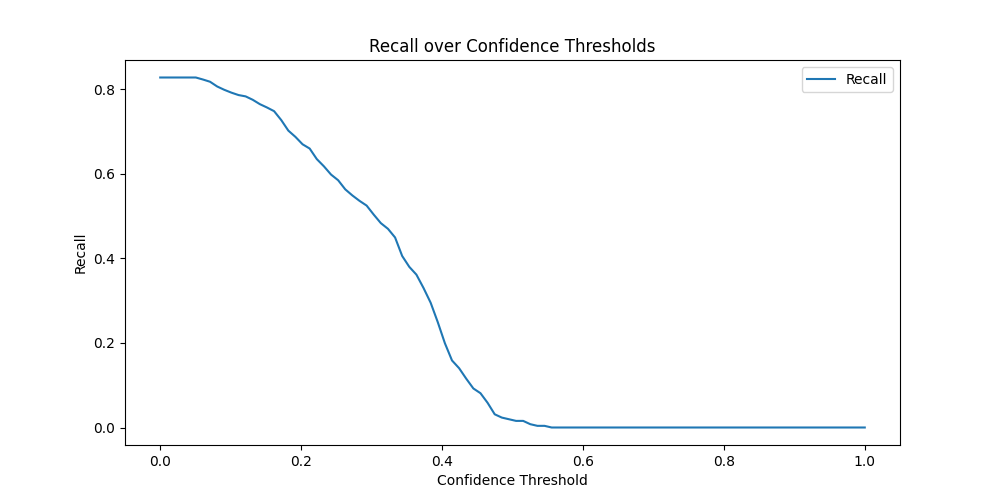 Recall over Confidence Thresholds
Recall
0.8
0.6
0.4
0.2
0.0
Recall
0.0 0.2 0.4 0.6 0.8 1.0
Confidence Threshold